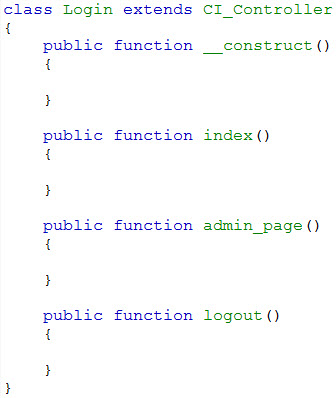 class Login extends CI_Controller
{
    public function __construct()
    {

    }

    public function index()
    {

    }

    public function admin_page()
    {

    }

    public function logout()
    {

    }
}